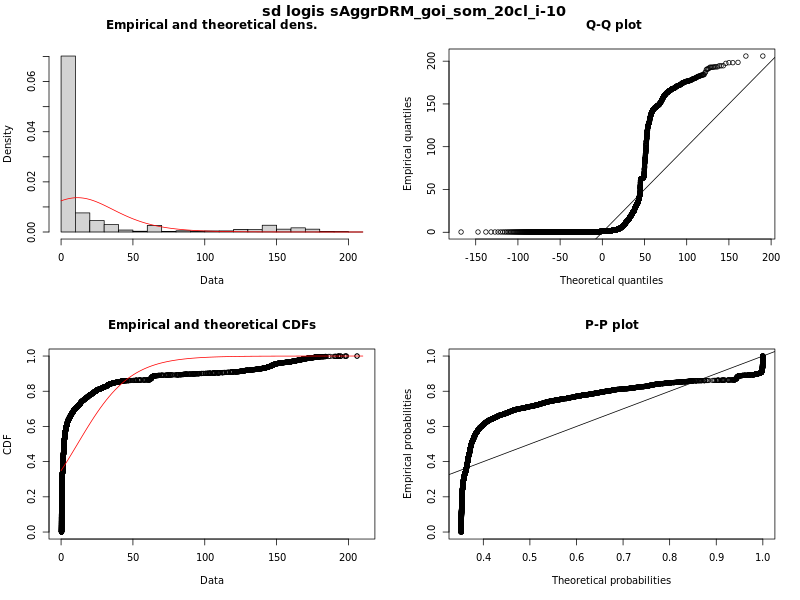 sd logis sAggrDRM_goi_som_20cl_i-10
Empirical and theoretical dens.
Density
0.00 0.02 0.04 0.06
0 50 100 150 200
Data
Q-Q plot
Empirical quantiles
0 50 100 150 200
-150 -100 -50 0 50 100 150 200
Theoretical quantiles
Empirical and theoretical CDFs
CDF
0.0 0.2 0.4 0.6 0.8 1.0
0 50 100 150 200
Data
P-P plot
Empirical probabilities
0.0 0.2 0.4 0.6 0.8 1.0
0.4 0.5 0.6 0.7 0.8 0.9 1.0
Theoretical probabilities